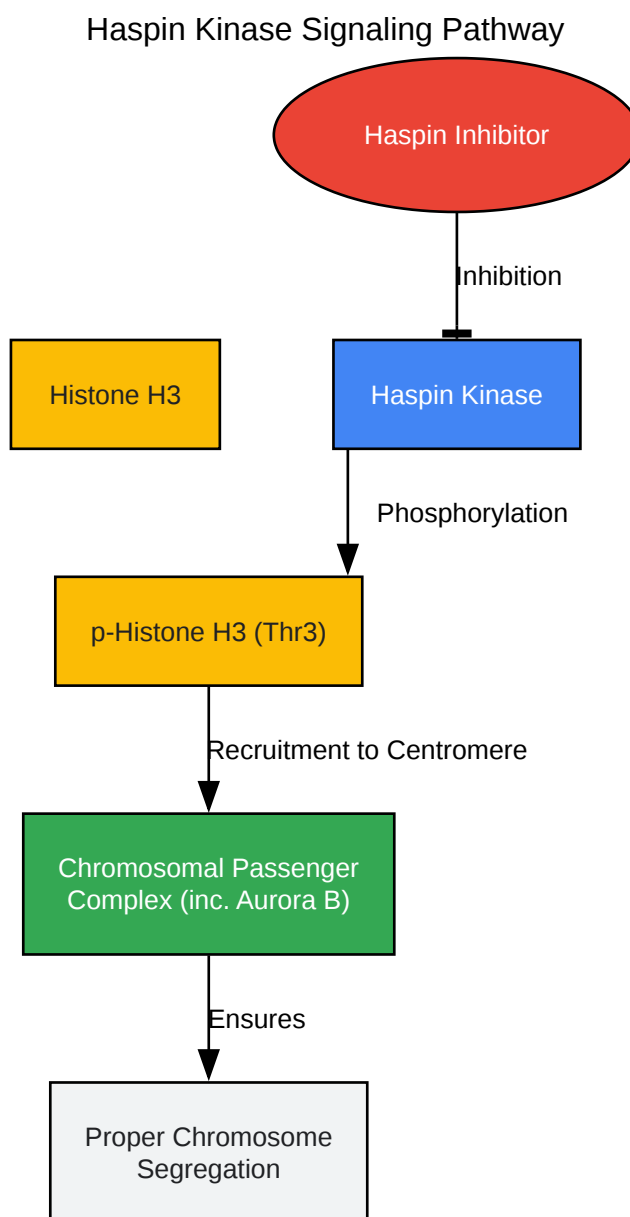 Haspin Kinase Signaling Pathway
Haspin Inhibitor
Inhibition
Histone H3
Haspin Kinase
Phosphorylation
p-Histone H3 (Thr3)
Recruitment to Centromere
Chromosomal Passenger
Complex (inc. Aurora B)
Ensures
Proper Chromosome
Segregation